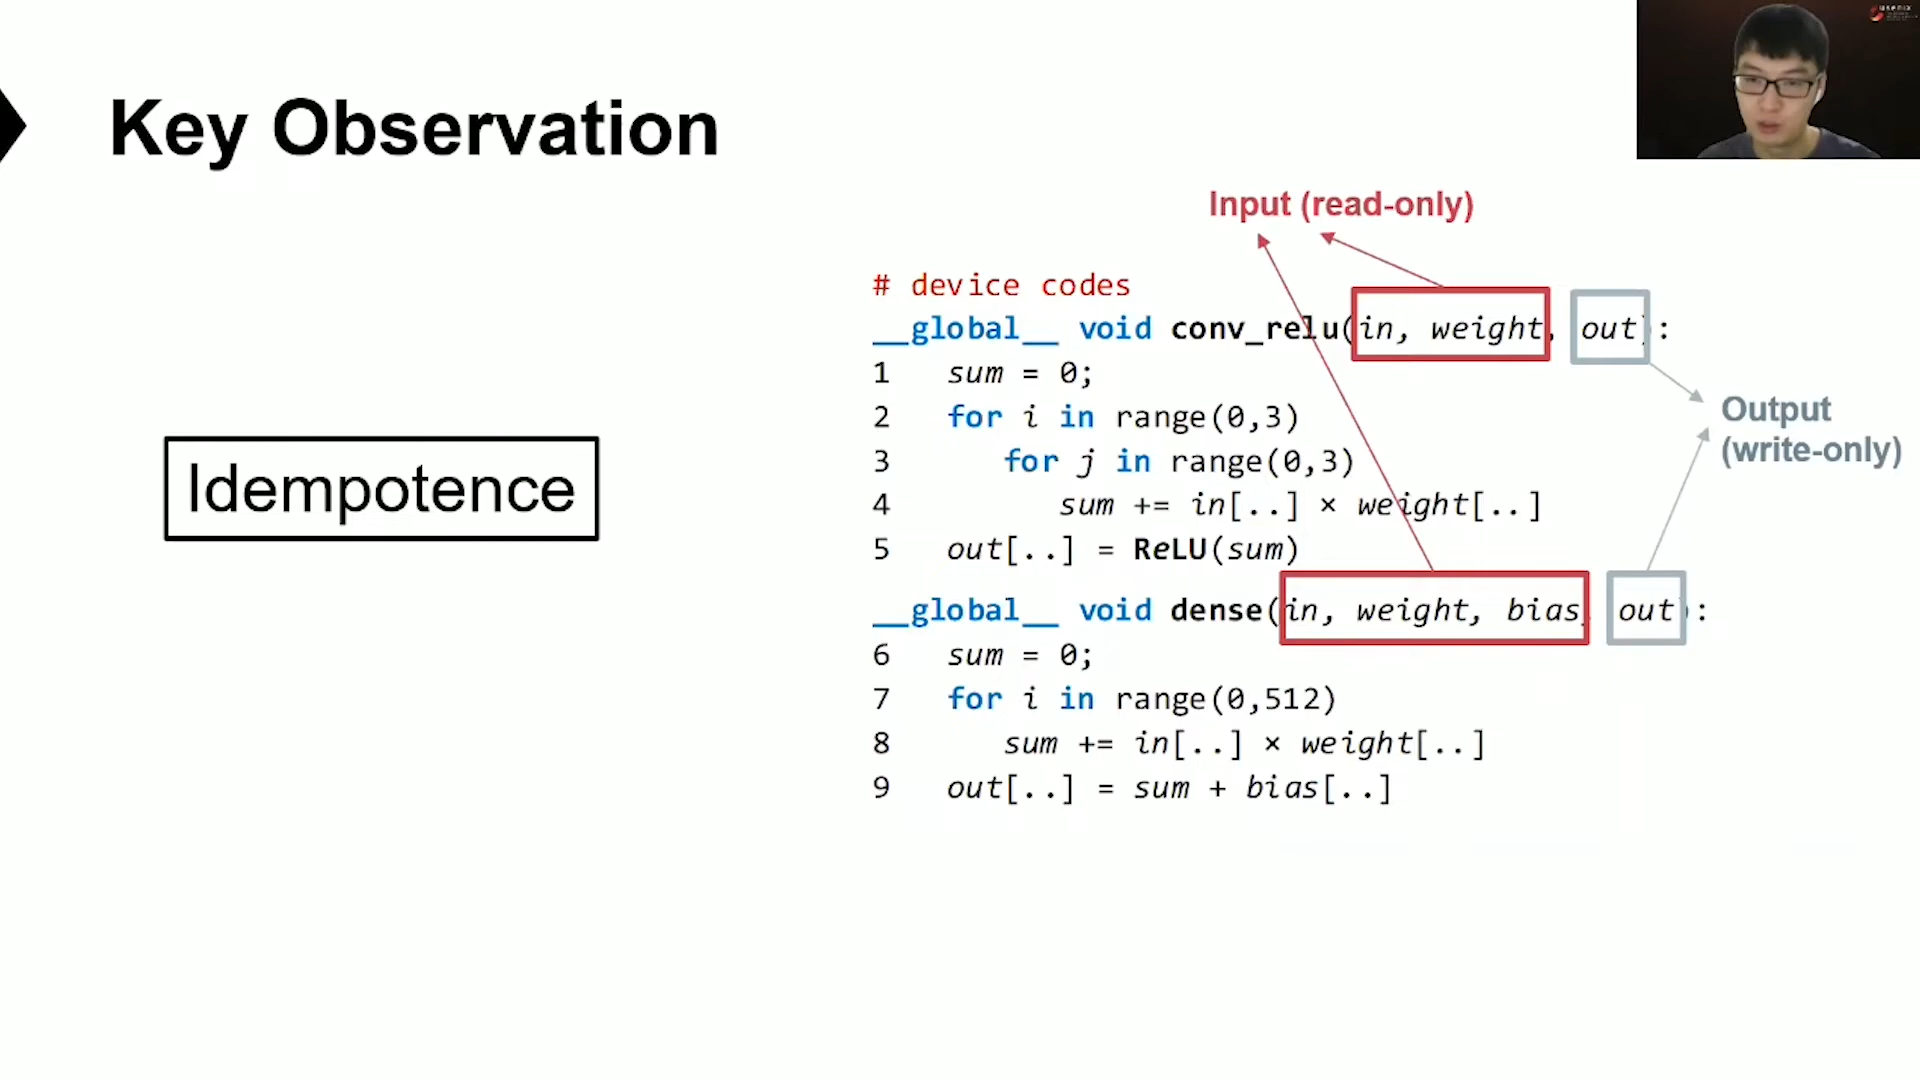 Key Observation
usenix
Input (read-only)
# device codes
__global__ void conv_relu(in, weight, out):
1 sum = 0;
2 for i in range(0,3)
3 for j in range(0,3)
4 sum += in[..] × weight[..]
5 out[..] = ReLU(sum)
Output
(write-only)
Idempotence
__global__ void dense(in, weight, bias, out):
6 sum = 0;
7 for i in range(0,512)
8 sum += in[..] × weight[..]
9 out[..] = sum + bias[..]